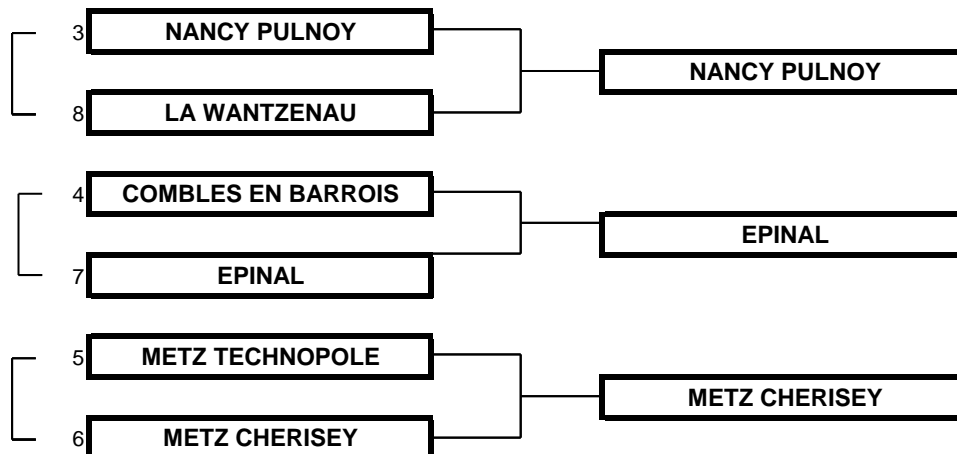 3 NANCY PULNOY
NANCY PULNOY
8 LA WANTZENAU
4 COMBLES EN BARROIS
EPINAL
7 EPINAL
5 METZ TECHNOPOLE
METZ CHERISEY
6 METZ CHERISEY